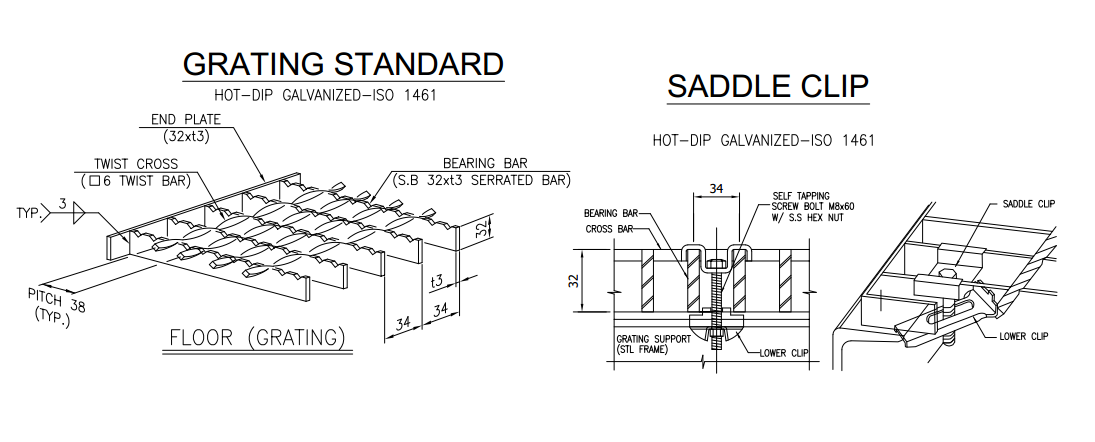 GRATING STANDARD
HOT-DIP GALVANIZED-ISO 1461
END PLATE
(32xt3)
TWIST CROSS
(□6 TWIST BAR)
BEARING BAR
(S.B 32xt3 SERRATED BAR)
TYP.
3
32
t3
34
34
PITCH 38
(TYP.)
FLOOR (GRATING)
SADDLE CLIP
HOT-DIP GALVANIZED-ISO 1461
34
SELF TAPPING
SCREW BOLT M8x60
W/ S.S HEX NUT
BEARING BAR
CROSS BAR
32
GRATING SUPPORT
(STL FRAME)
LOWER CLIP
SADDLE CLIP
LOWER CLIP